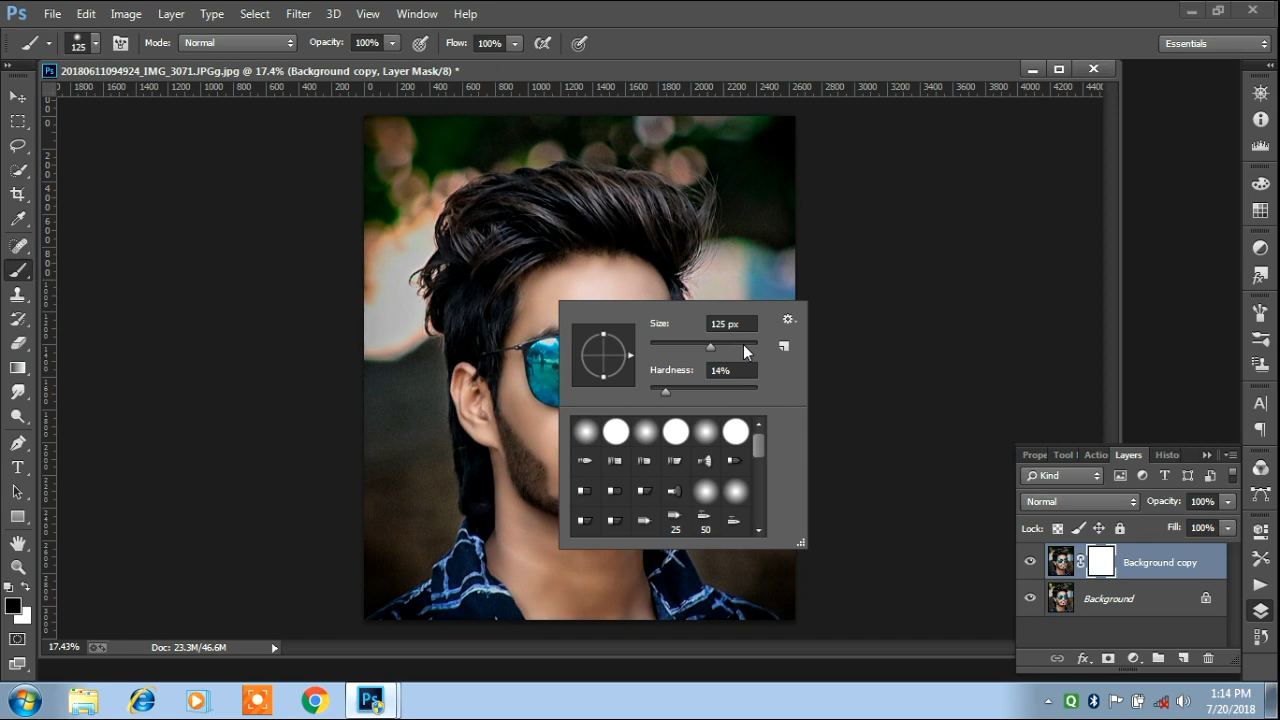 Ps File Edit Image Layer Type Select Filter 3D View Window Help
125 Mode: Normal Opacity: 100% Flow: 100% Essentials
Ps 20180611094924_IMG_3071.JPGg.jpg @ 17.4% (Background copy, Layer Mask/8) *
1800 1600 1400 1200 1000 800 600 400 200 0 200 400 600 800 1000 1200 1400 1600 1800 2000 2200 2400 2600 2800 3000 3200 3400 3600 3800 4000 4200 4400
Size: 125 px
Hardness: 14%
25 50
Prope Tool I Actio Layers Histo
Kind
Normal Opacity: 100%
Lock: Fill: 100%
Background copy
Background
17.43% Doc: 23.3M/46.6M
fx
Ps
1:14 PM
7/20/2018